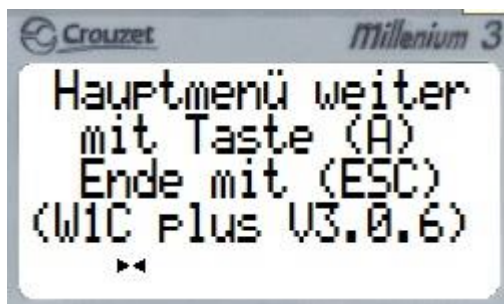 Crouzet Millenium 3
Hauptmenü weiter
mit Taste (A)
Ende mit (ESC)
(W1C plus V3.0.6)